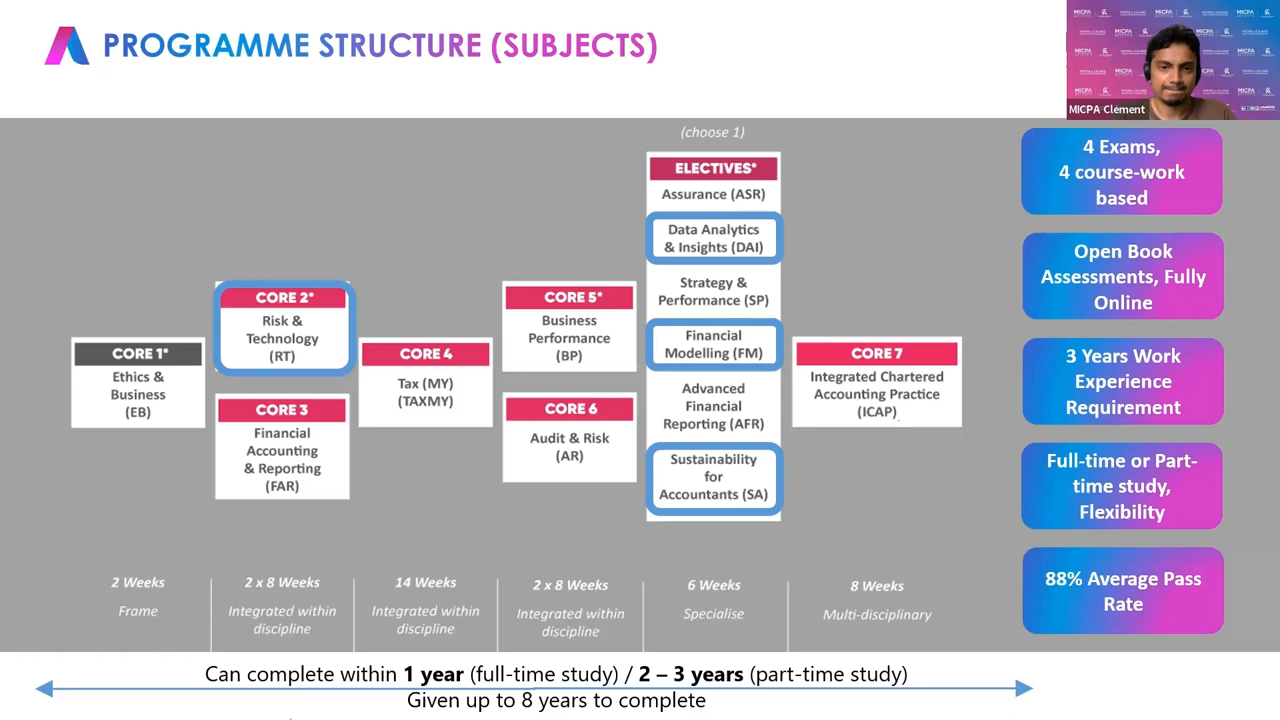 PROGRAMME STRUCTURE (SUBJECTS)
MICPA Clement
(choose 1)
ELECTIVES*
Assurance (ASR)
Data Analytics
& Insights (DAI)
Strategy &
Performance (SP)
Financial
Modelling (FM)
Advanced
Financial
Reporting (AFR)
Sustainability
for
Accountants (SA)
CORE 1*
Ethics &
Business
(EB)
CORE 2*
Risk &
Technology
(RT)
CORE 3
Financial
Accounting
& Reporting
(FAR)
CORE 4
Tax (MY)
(TAXMY)
CORE 5*
Business
Performance
(BP)
CORE 6
Audit & Risk
(AR)
CORE 7
Integrated Chartered
Accounting Practice
(ICAP)
4 Exams,
4 course-work
based
Open Book
Assessments, Fully
Online
3 Years Work
Experience
Requirement
Full-time or Part-
time study,
Flexibility
88% Average Pass
Rate
2 Weeks
Frame
2 x 8 Weeks
Integrated within
discipline
14 Weeks
Integrated within
discipline
2 x 8 Weeks
Integrated within
discipline
6 Weeks
Specialise
8 Weeks
Multi-disciplinary
Can complete within 1 year (full-time study) / 2 – 3 years (part-time study)
Given up to 8 years to complete